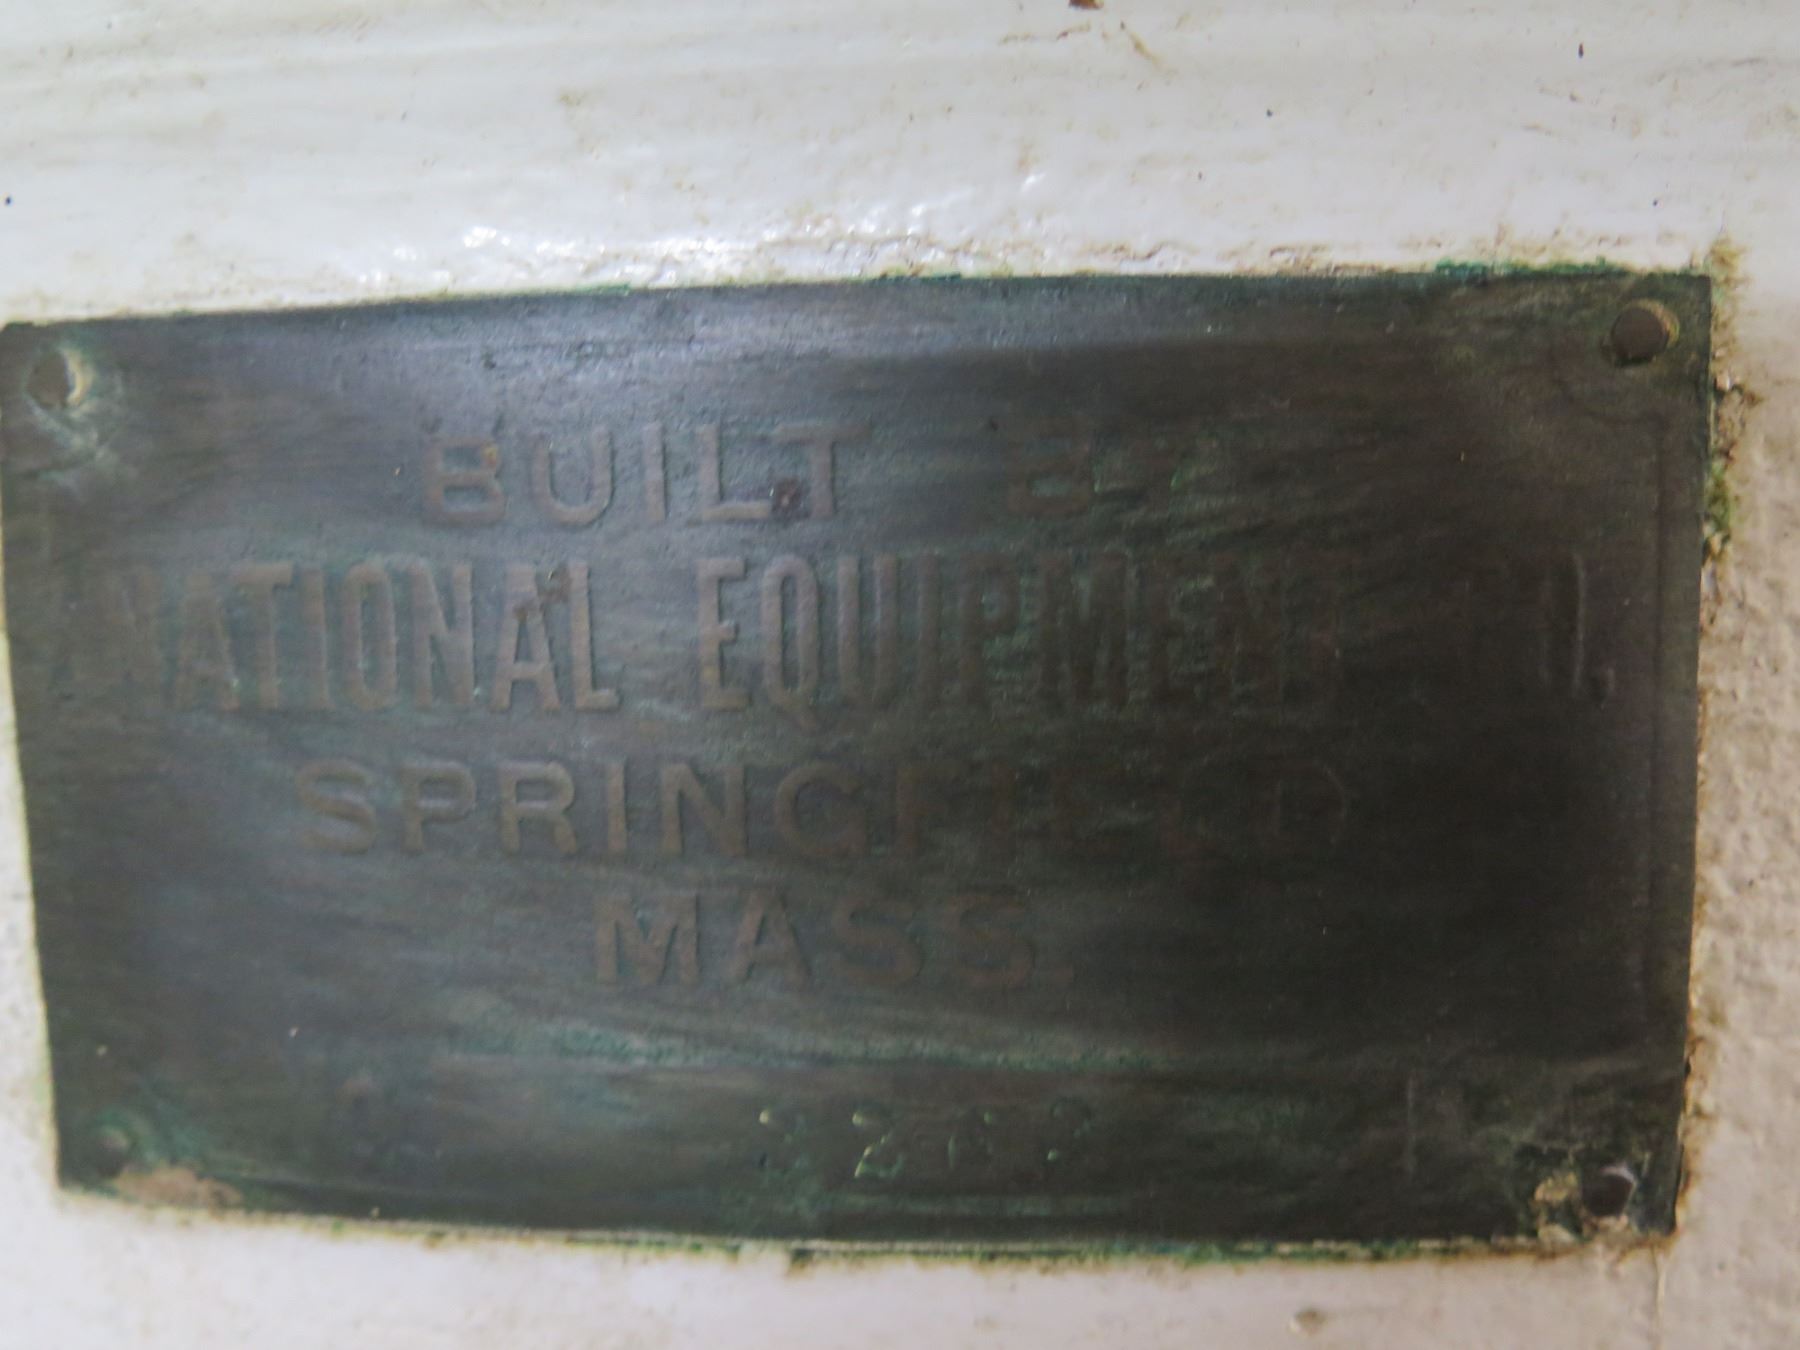 BUILT BY
NATIONAL EQUIPMENT CO.
SPRINGFIELD
MASS.